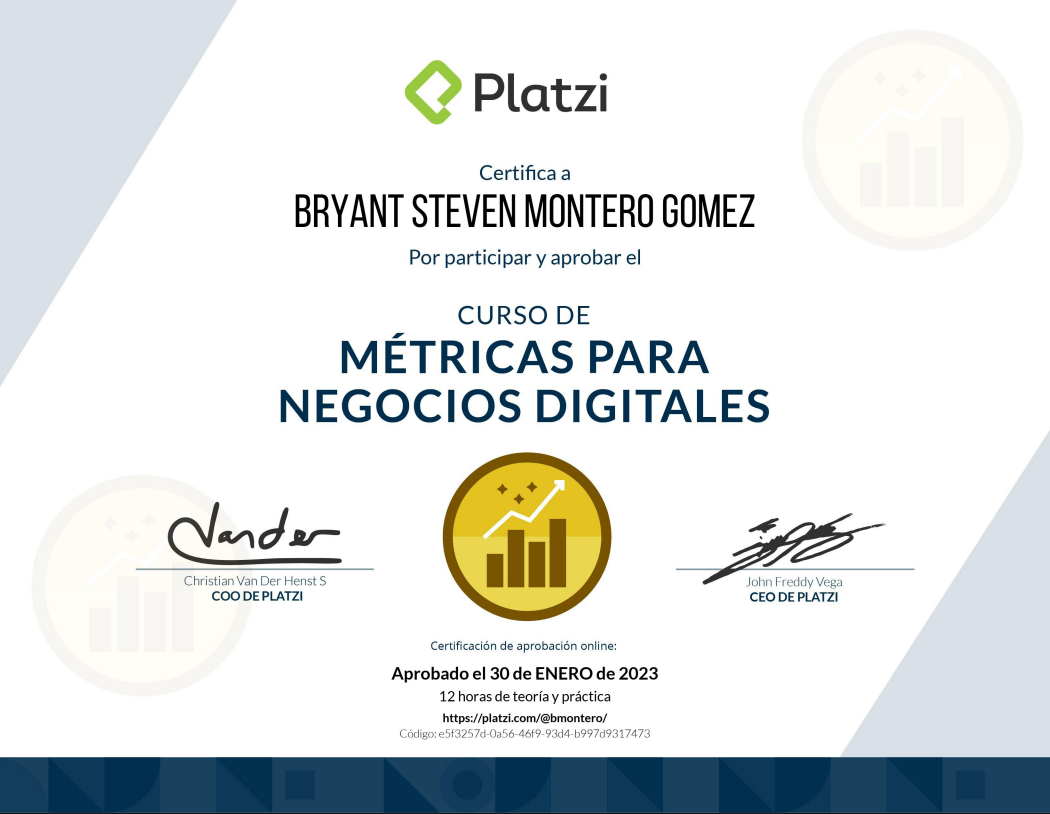 Platzi
Certifica a
BRYANT STEVEN MONTERO GOMEZ
Por participar y aprobar el
CURSO DE
MÉTRICAS PARA
NEGOCIOS DIGITALES
Vander
Christian Van Der Henst S
COO DE PLATZI
John Freddy Vega
CEO DE PLATZI
Certificación de aprobación online:
Aprobado el 30 de ENERO de 2023
12 horas de teoría y práctica
https://platzi.com/@bmontero/
Código: e5f3257d-0a56-46f9-93d4-b997d9317473